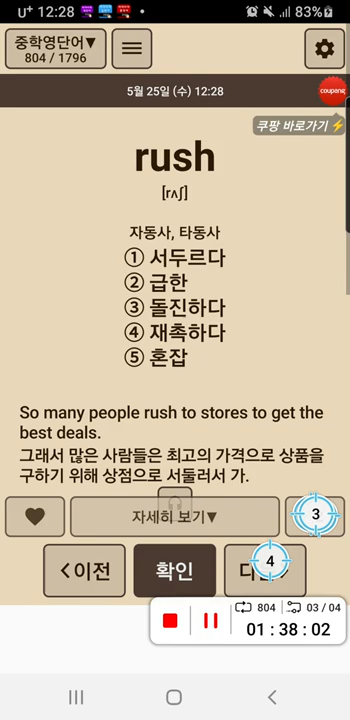 U⁺ 12:28 83%
중학영단어▼
804 / 1796
5월 25일 (수) 12:28
coupang
쿠팡 바로가기⚡
rush
[rʌʃ]
자동사, 타동사
① 서두르다
② 급한
③ 돌진하다
④ 재촉하다
⑤ 혼잡
So many people rush to stores to get the
best deals.
그래서 많은 사람들은 최고의 가격으로 상품을
구하기 위해 상점으로 서둘러서 가.
자세히 보기▼
3
<이전
확인
4
804 03 / 04
01 : 38 : 02